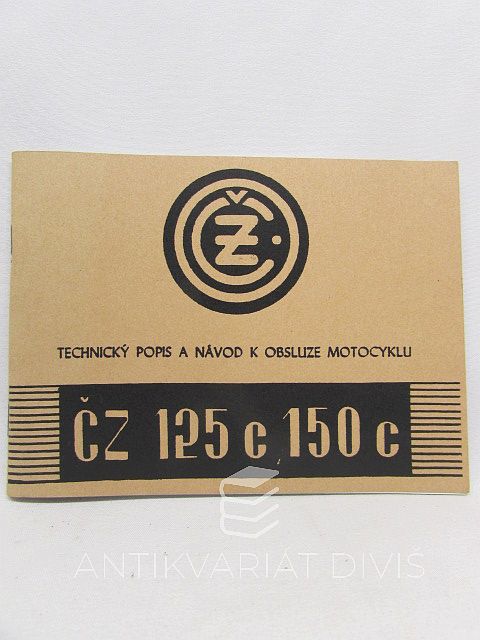 ČZ
TECHNICKÝ POPIS A NÁVOD K OBSLUZE MOTOCYKLU
ČZ 125 c, 150 c
ANTIKVARIÁT DIVIŠ